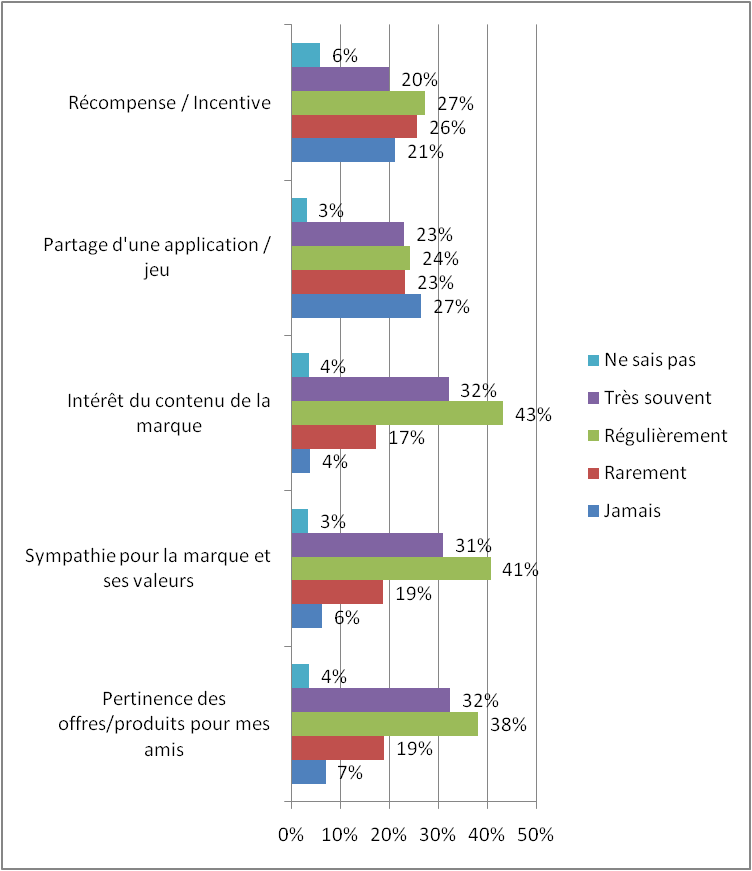 Récompense / Incentive
6%
20%
27%
26%
21%
Partage d'une application /
jeu
3%
23%
24%
23%
27%
Intérêt du contenu de la
marque
4%
32%
43%
17%
4%
Sympathie pour la marque et
ses valeurs
3%
31%
41%
19%
6%
Pertinence des
offres/produits pour mes
amis
4%
32%
38%
19%
7%
0% 10% 20% 30% 40% 50%
Ne sais pas
Très souvent
Régulièrement
Rarement
Jamais